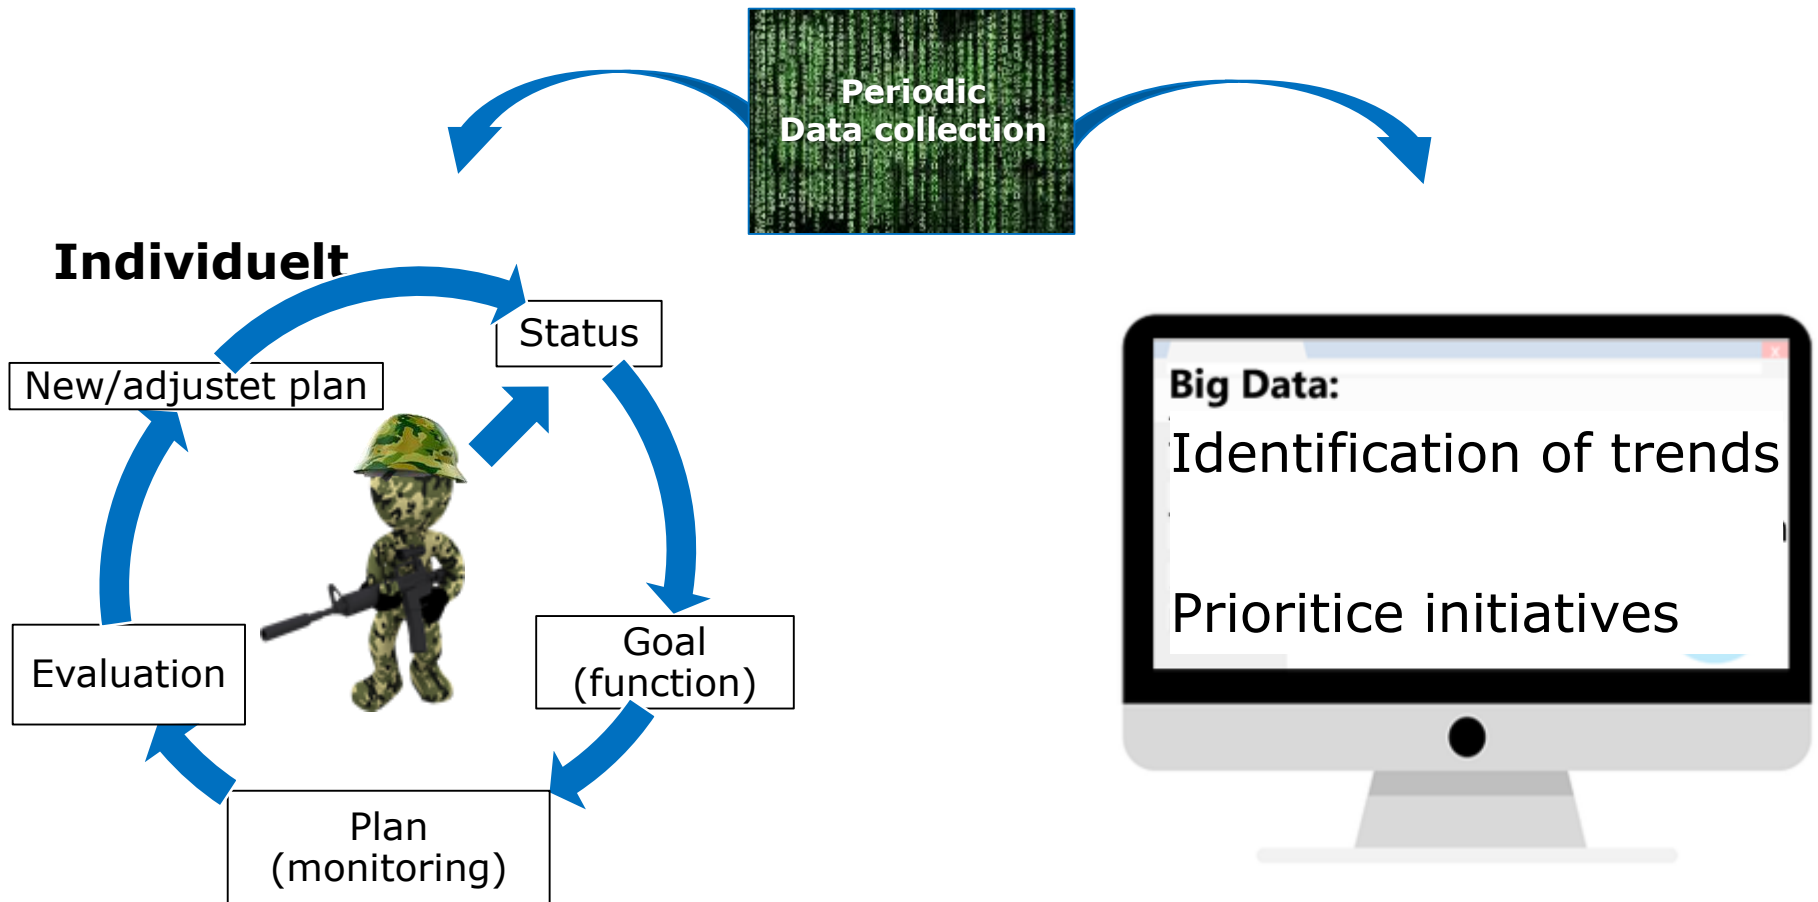 Periodic
Data collection
Individuelt
Status
New/adjustet plan
Goal
(function)
Evaluation
Plan
(monitoring)
x
Big Data:
Identification of trends
Prioritice initiatives